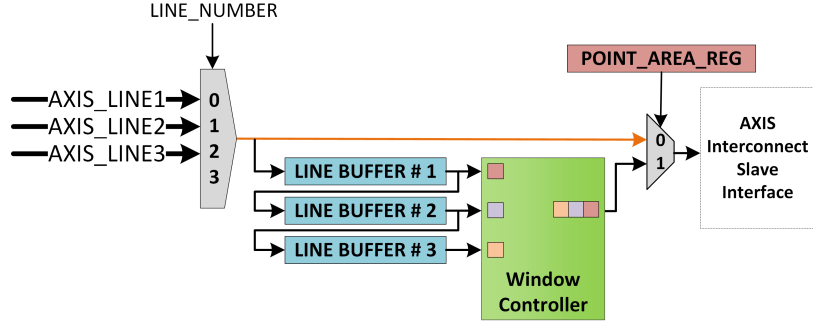 LINE_NUMBER
POINT_AREA_REG
AXIS_LINE1
AXIS_LINE2
AXIS_LINE3
0
1
2
3
0
1
AXIS
Interconnect
Slave
Interface
LINE BUFFER # 1
LINE BUFFER # 2
LINE BUFFER # 3
Window
Controller